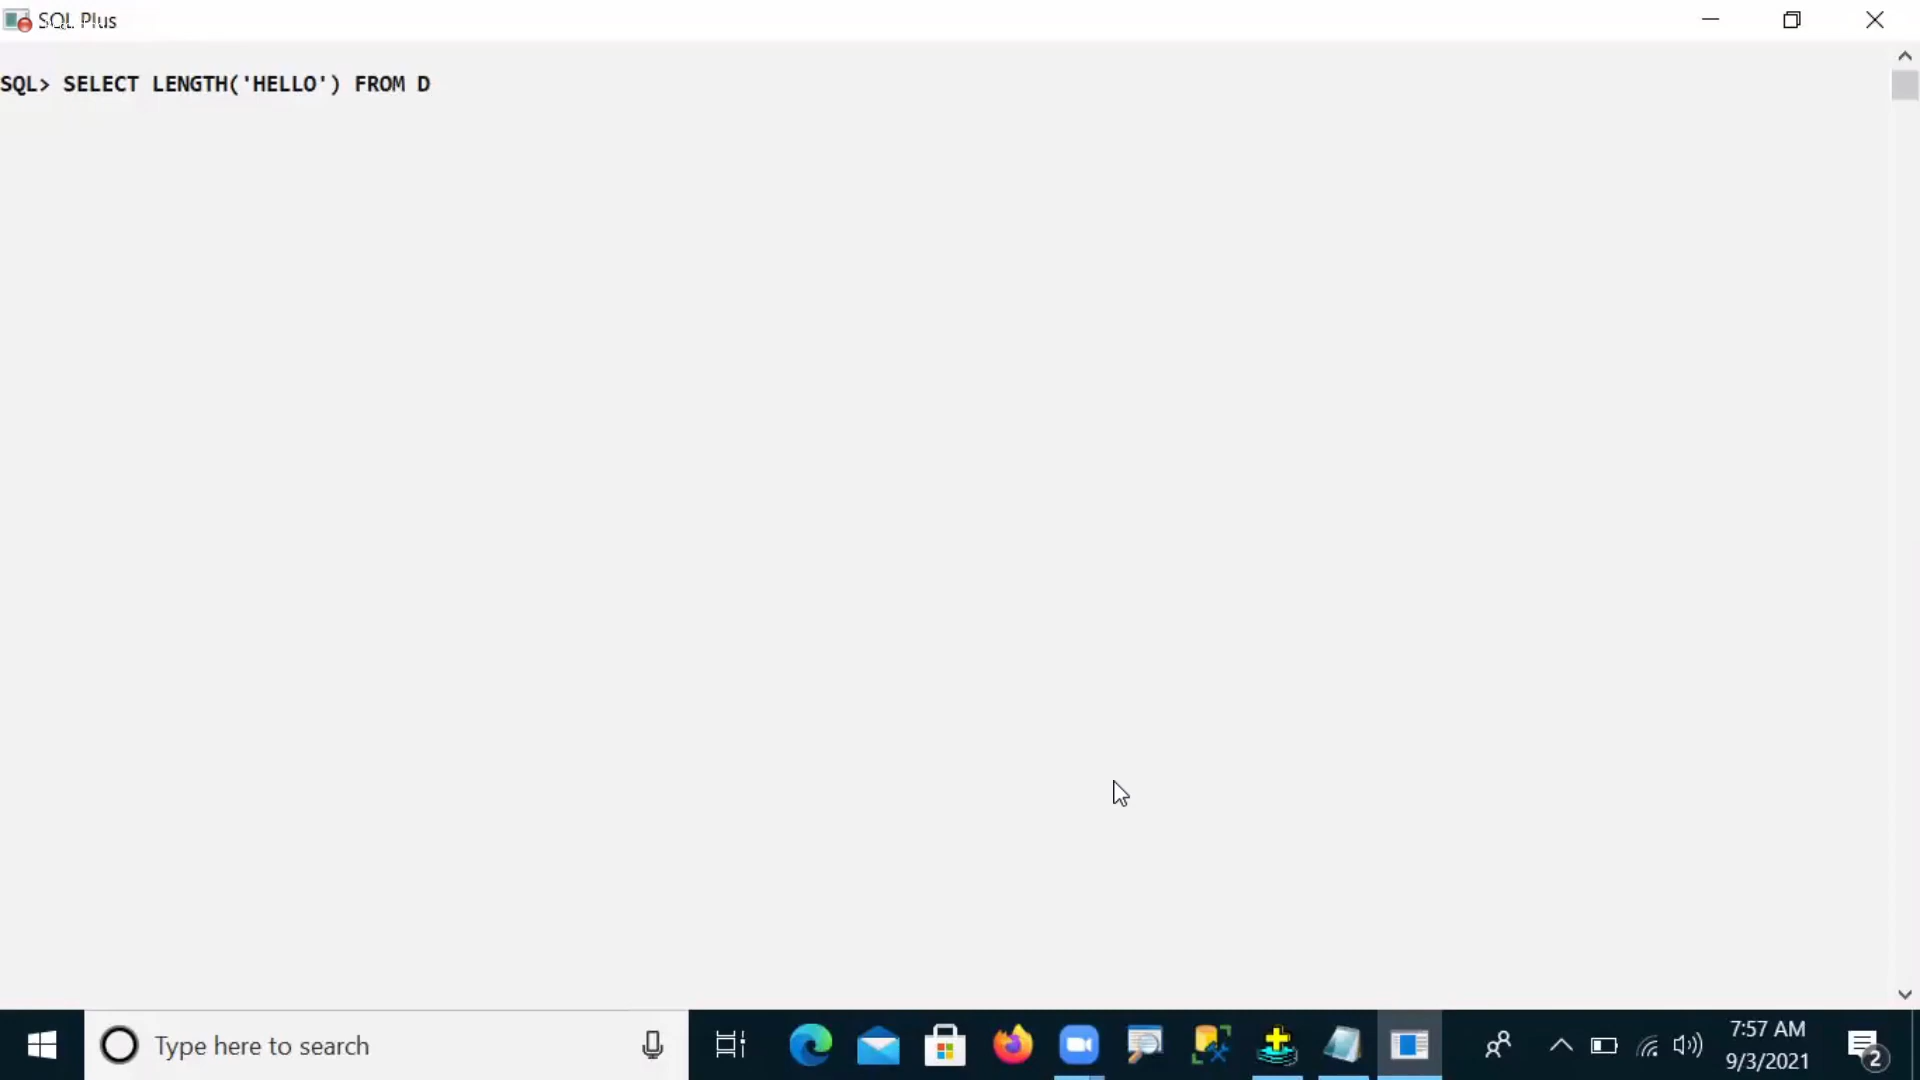 SQL Plus
SQL> SELECT LENGTH('HELLO') FROM D
Type here to search
7:57 AM
9/3/2021
2